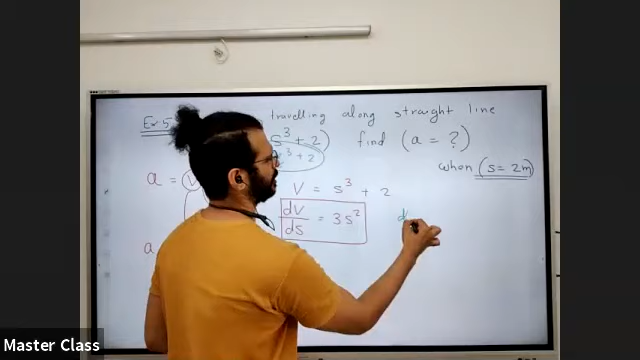 Ex 5 travelling along straight line
s³ + 2) find (a = ?)
s³ + 2
when (s = 2m)
a = v V = s³ + 2
dv/ds = 3s² d
a
Master Class